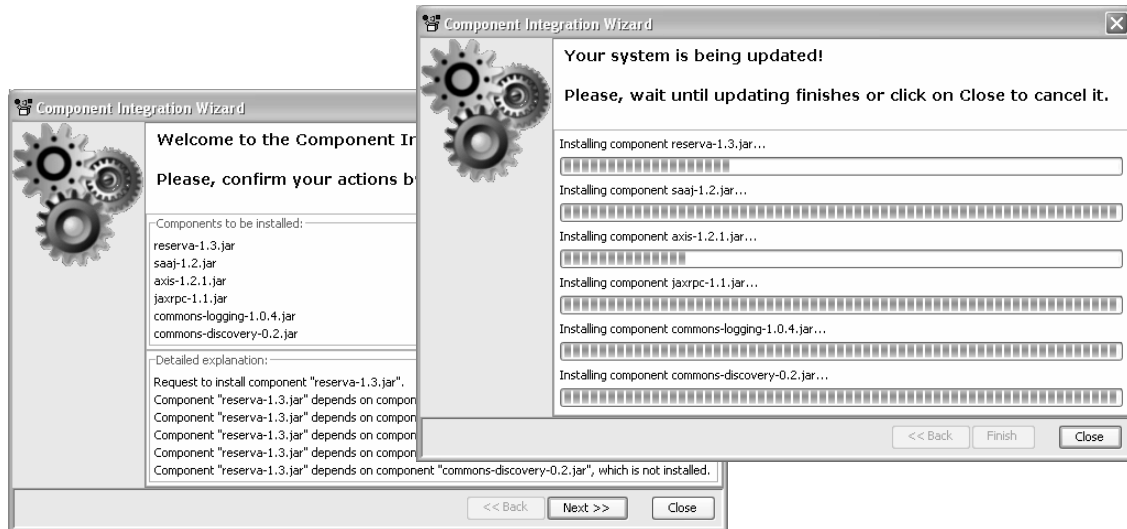 Component Integration Wizard
Welcome to the Component In
Please, confirm your actions b
Components to be installed:
reserva-1.3.jar
saaj-1.2.jar
axis-1.2.1.jar
jaxrpc-1.1.jar
commons-logging-1.0.4.jar
commons-discovery-0.2.jar
Detailed explanation:
Request to install component "reserva-1.3.jar".
Component "reserva-1.3.jar" depends on compon
Component "reserva-1.3.jar" depends on compon
Component "reserva-1.3.jar" depends on compon
Component "reserva-1.3.jar" depends on compon
Component "reserva-1.3.jar" depends on component "commons-discovery-0.2.jar", which is not installed.
<< Back
Next >>
Close
Component Integration Wizard
Your system is being updated!
Please, wait until updating finishes or click on Close to cancel it.
Installing component reserva-1.3.jar...
Installing component saaj-1.2.jar...
Installing component axis-1.2.1.jar...
Installing component jaxrpc-1.1.jar...
Installing component commons-logging-1.0.4.jar...
Installing component commons-discovery-0.2.jar...
<< Back
Finish
Close